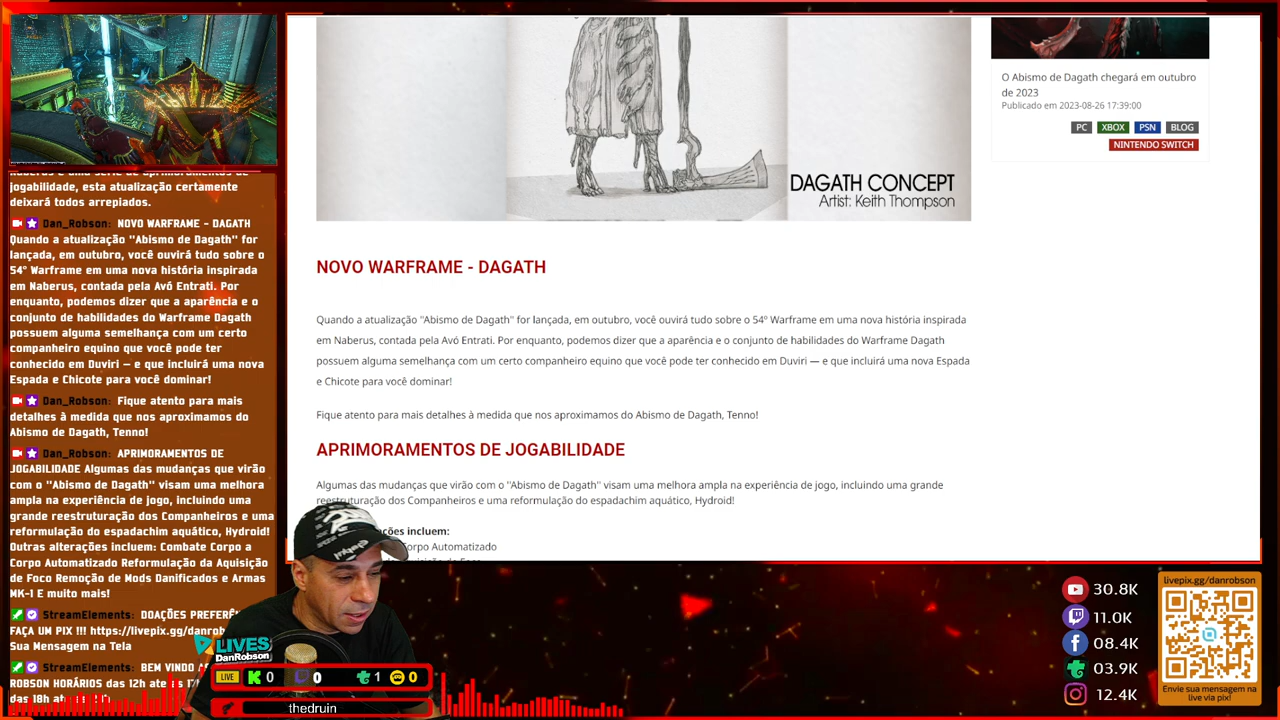 jogabilidade, esta atualização certamente
deixará todos arrepiados.
Dan_Robson: NOVO WARFRAME - DAGATH
Quando a atualização "Abismo de Dagath" for
lançada, em outubro, você ouvirá tudo sobre o
54º Warframe em uma nova história inspirada
em Naberus, contada pela Avó Entrati. Por
enquanto, podemos dizer que a aparência e o
conjunto de habilidades do Warframe Dagath
possuem alguma semelhança com um certo
companheiro equino que você pode ter
conhecido em Duviri — e que incluirá uma nova
Espada e Chicote para você dominar!
Dan_Robson: Fique atento para mais
detalhes à medida que nos aproximamos do
Abismo de Dagath, Tenno!
Dan_Robson: APRIMORAMENTOS DE
JOGABILIDADE Algumas das mudanças que virão
com o "Abismo de Dagath" visam uma melhora
ampla na experiência de jogo, incluindo uma
grande reestruturação dos Companheiros e uma
reformulação do espadachim aquático, Hydroid!
Outras alterações incluem: Combate Corpo a
Corpo Automatizado Reformulação da Aquisição
de Foco Remoção de Mods Danificados e Armas
MK-1 E muito mais!
StreamElements: DOAÇÕES
FAÇA UM PIX !!! https://livepix.gg/danrob
Sua Mensagem na Tela
StreamElements: BEM VINDO
ROBSON HORÁRIOS das 12h ate
das 18h
DAGATH CONCEPT
Artist: Keith Thompson
NOVO WARFRAME - DAGATH
Quando a atualização "Abismo de Dagath" for lançada, em outubro, você ouvirá tudo sobre o 54º Warframe em uma nova história inspirada
em Naberus, contada pela Avó Entrati. Por enquanto, podemos dizer que a aparência e o conjunto de habilidades do Warframe Dagath
possuem alguma semelhança com um certo companheiro equino que você pode ter conhecido em Duviri — e que incluirá uma nova Espada
e Chicote para você dominar!
Fique atento para mais detalhes à medida que nos aproximamos do Abismo de Dagath, Tenno!
APRIMORAMENTOS DE JOGABILIDADE
Algumas das mudanças que virão com o "Abismo de Dagath" visam uma melhora ampla na experiência de jogo, incluindo uma grande
reestruturação dos Companheiros e uma reformulação do espadachim aquático, Hydroid!
ções incluem:
Corpo Automatizado
O Abismo de Dagath chegará em outubro
de 2023
Publicado em 2023-08-26 17:39:00
PC XBOX PSN BLOG
NINTENDO SWITCH
LIVES
DanRobson
LIVE 0 0 1 0
thedruin
30.8K
11.0K
08.4K
03.9K
12.4K
livepix.gg/danrobson
Envie sua mensagem na
live via pix!